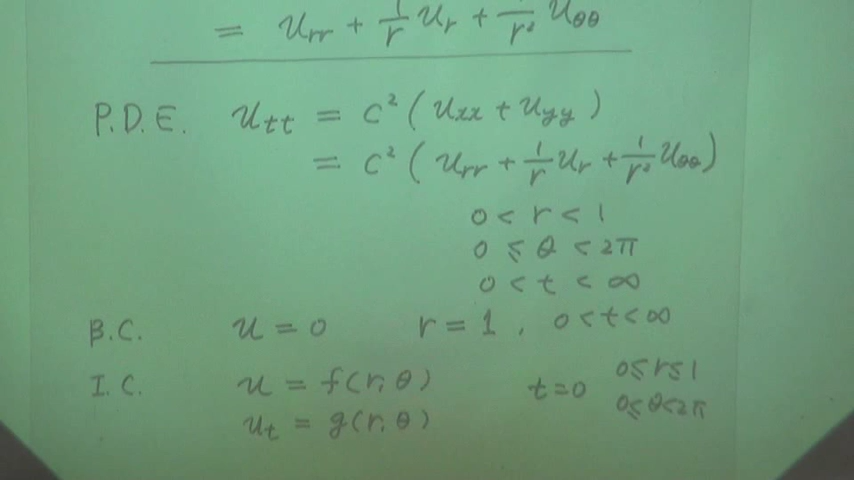 = u_rr + 1/r u_r + 1/r² u_θθ
P.D.E. u_tt = c² ( u_xx + u_yy )
= c² ( u_rr + 1/r u_r + 1/r² u_θθ )
0 < r < 1
0 ≤ θ < 2π
0 < t < ∞
B.C. u = 0 r = 1 , 0 < t < ∞
I.C. u = f(r, θ) t = 0 0 ≤ r ≤ 1
u_t = g(r, θ) 0 ≤ θ < 2π